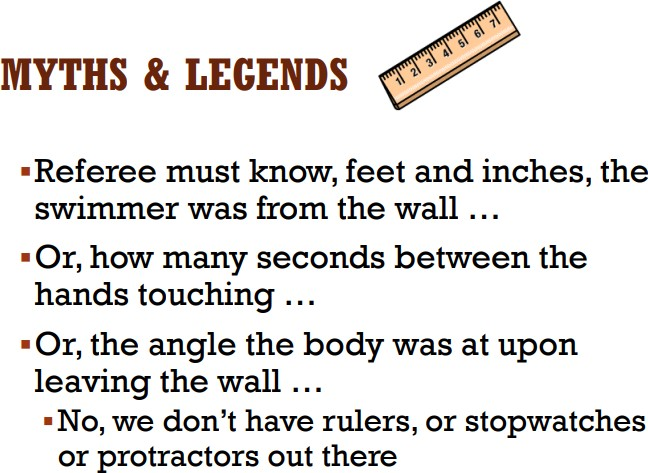 MYTHS & LEGENDS
1 2 3 4 5 6 7
▪Referee must know, feet and inches, the
swimmer was from the wall …
▪Or, how many seconds between the
hands touching …
▪Or, the angle the body was at upon
leaving the wall …
▪No, we don’t have rulers, or stopwatches
or protractors out there